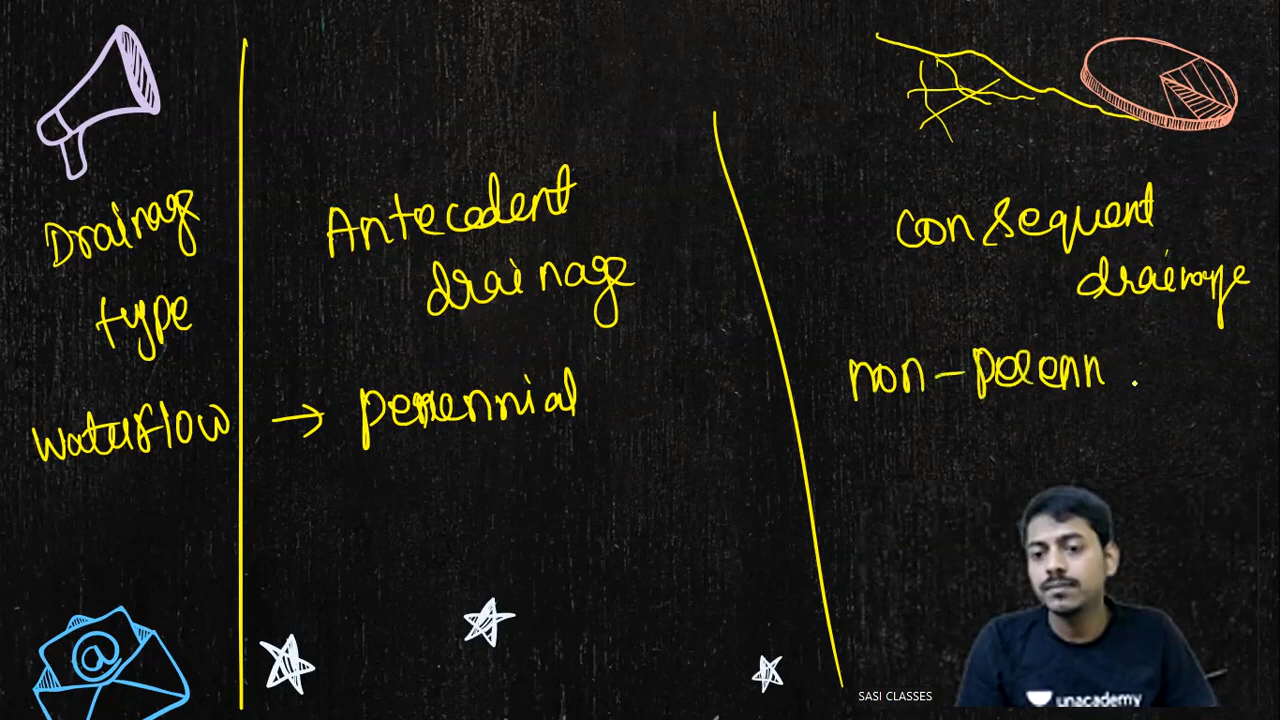 Drainage
type
Antecedent
drainage
consequent
drainage
waterflow → perennial
non-perenn .
SASI CLASSES
unacademy